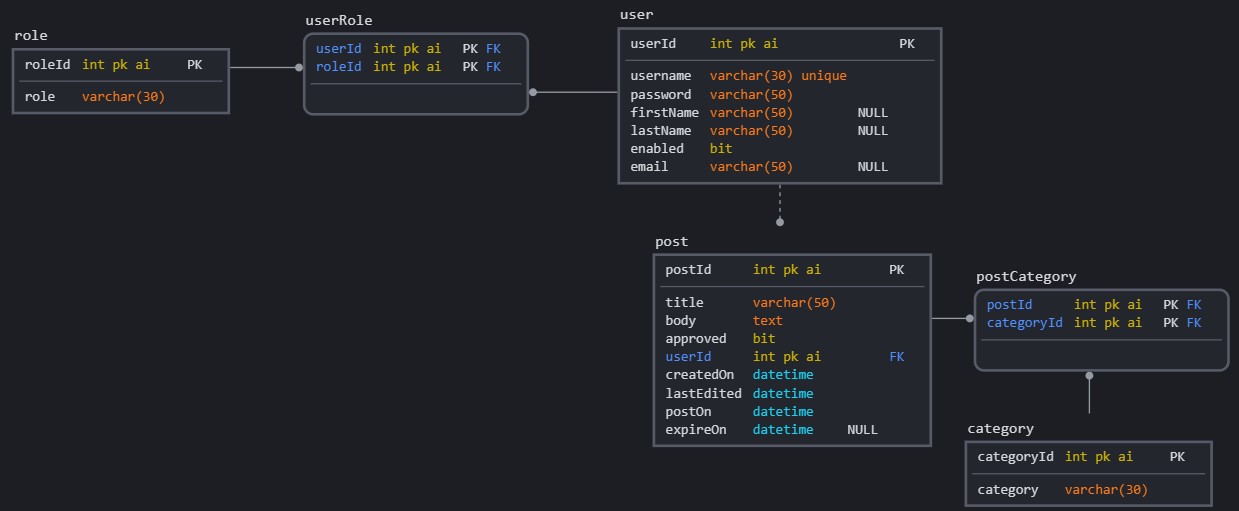 role
roleId int pk ai PK
role varchar(30)
userRole
userId int pk ai PK FK
roleId int pk ai PK FK
user
userId int pk ai PK
username varchar(30) unique
password varchar(50)
firstName varchar(50) NULL
lastName varchar(50) NULL
enabled bit
email varchar(50) NULL
post
postId int pk ai PK
title varchar(50)
body text
approved bit
userId int pk ai FK
createdOn datetime
lastEdited datetime
postOn datetime
expireOn datetime NULL
postCategory
postId int pk ai PK FK
categoryId int pk ai PK FK
category
categoryId int pk ai PK
category varchar(30)